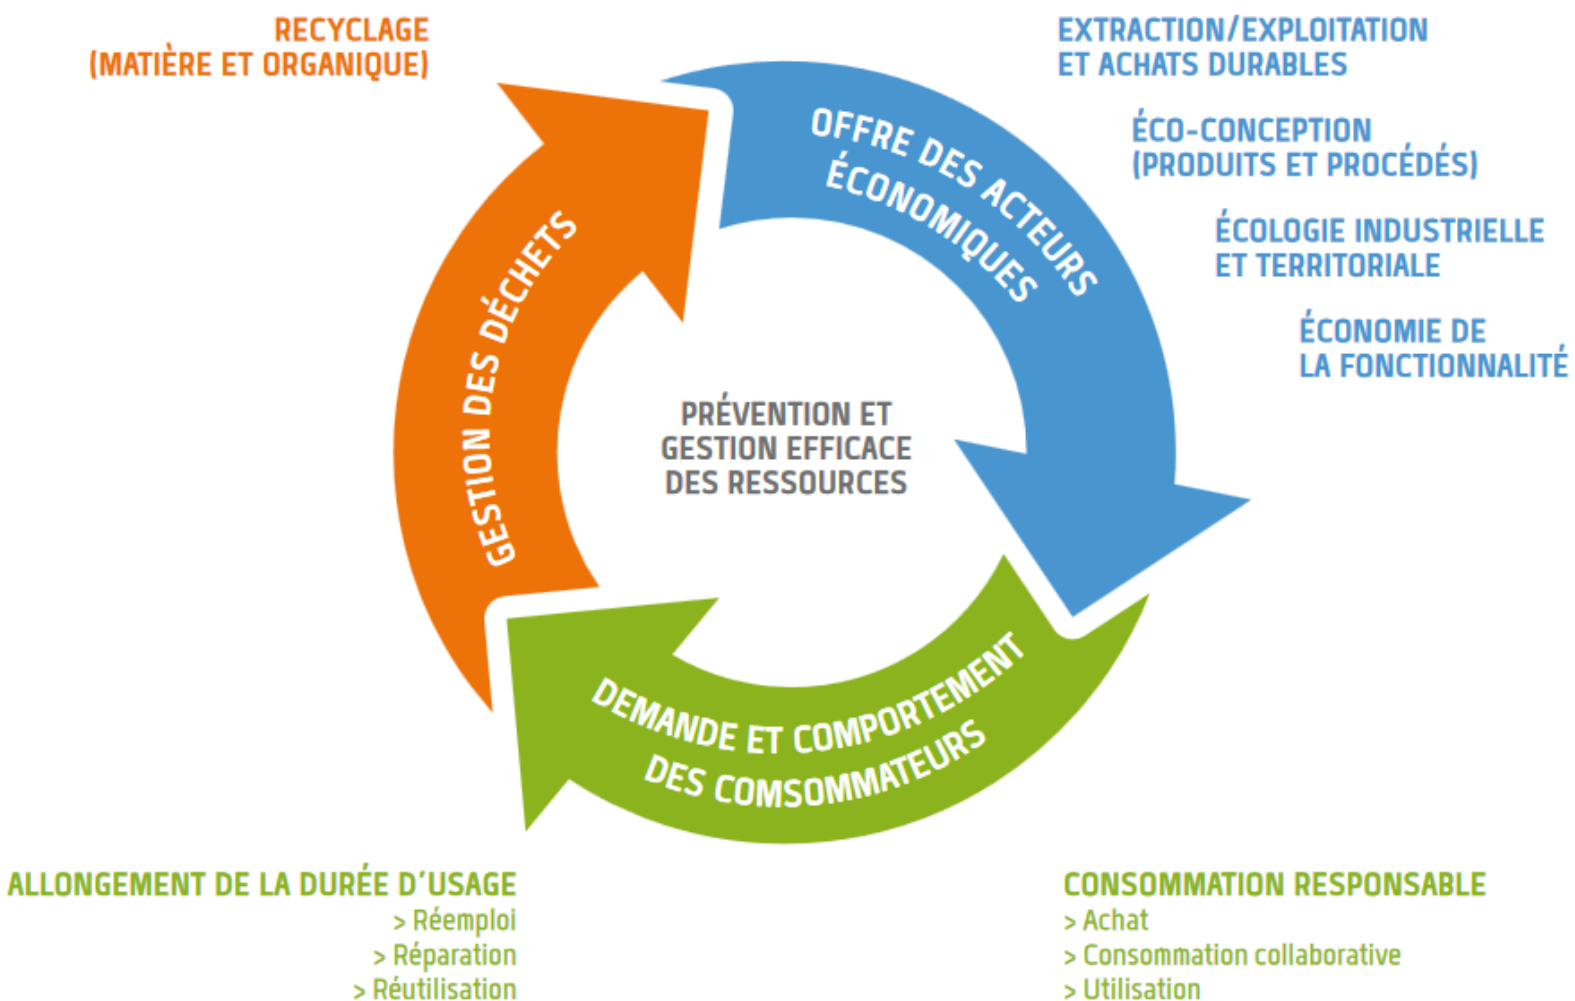 RECYCLAGE
(MATIÈRE ET ORGANIQUE)
EXTRACTION/EXPLOITATION
ET ACHATS DURABLES
ÉCO-CONCEPTION
(PRODUITS ET PROCÉDÉS)
ÉCOLOGIE INDUSTRIELLE
ET TERRITORIALE
ÉCONOMIE DE
LA FONCTIONNALITÉ
OFFRE DES ACTEURS
ÉCONOMIQUES
GESTION DES DÉCHETS
PRÉVENTION ET
GESTION EFFICACE
DES RESSOURCES
DEMANDE ET COMPORTEMENT
DES COMSOMMATEURS
ALLONGEMENT DE LA DURÉE D'USAGE
> Réemploi
> Réparation
> Réutilisation
CONSOMMATION RESPONSABLE
> Achat
> Consommation collaborative
> Utilisation